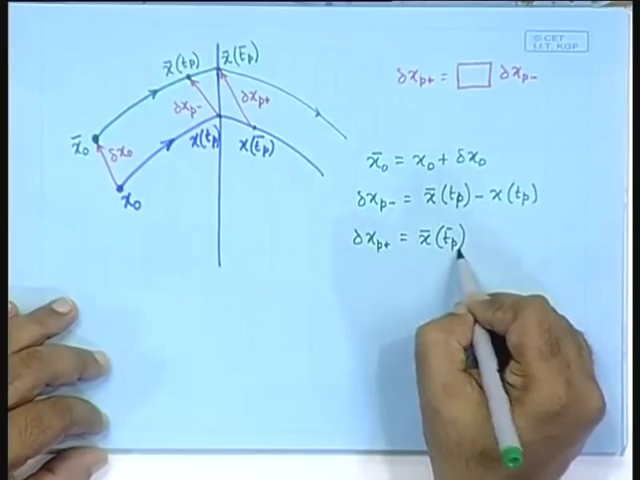 © CET
I.I.T. KGP
x̄(tₚ) x̄(t̄ₚ)
δxₚ₊ = □ δxₚ₋
δxₚ₋ δxₚ₊
x̄₀ δx₀ x(tₚ) x(t̄ₚ)
x₀
x̄₀ = x₀ + δx₀
δxₚ₋ = x̄(tₚ) − x(tₚ)
δxₚ₊ = x̄(t̄ₚ)